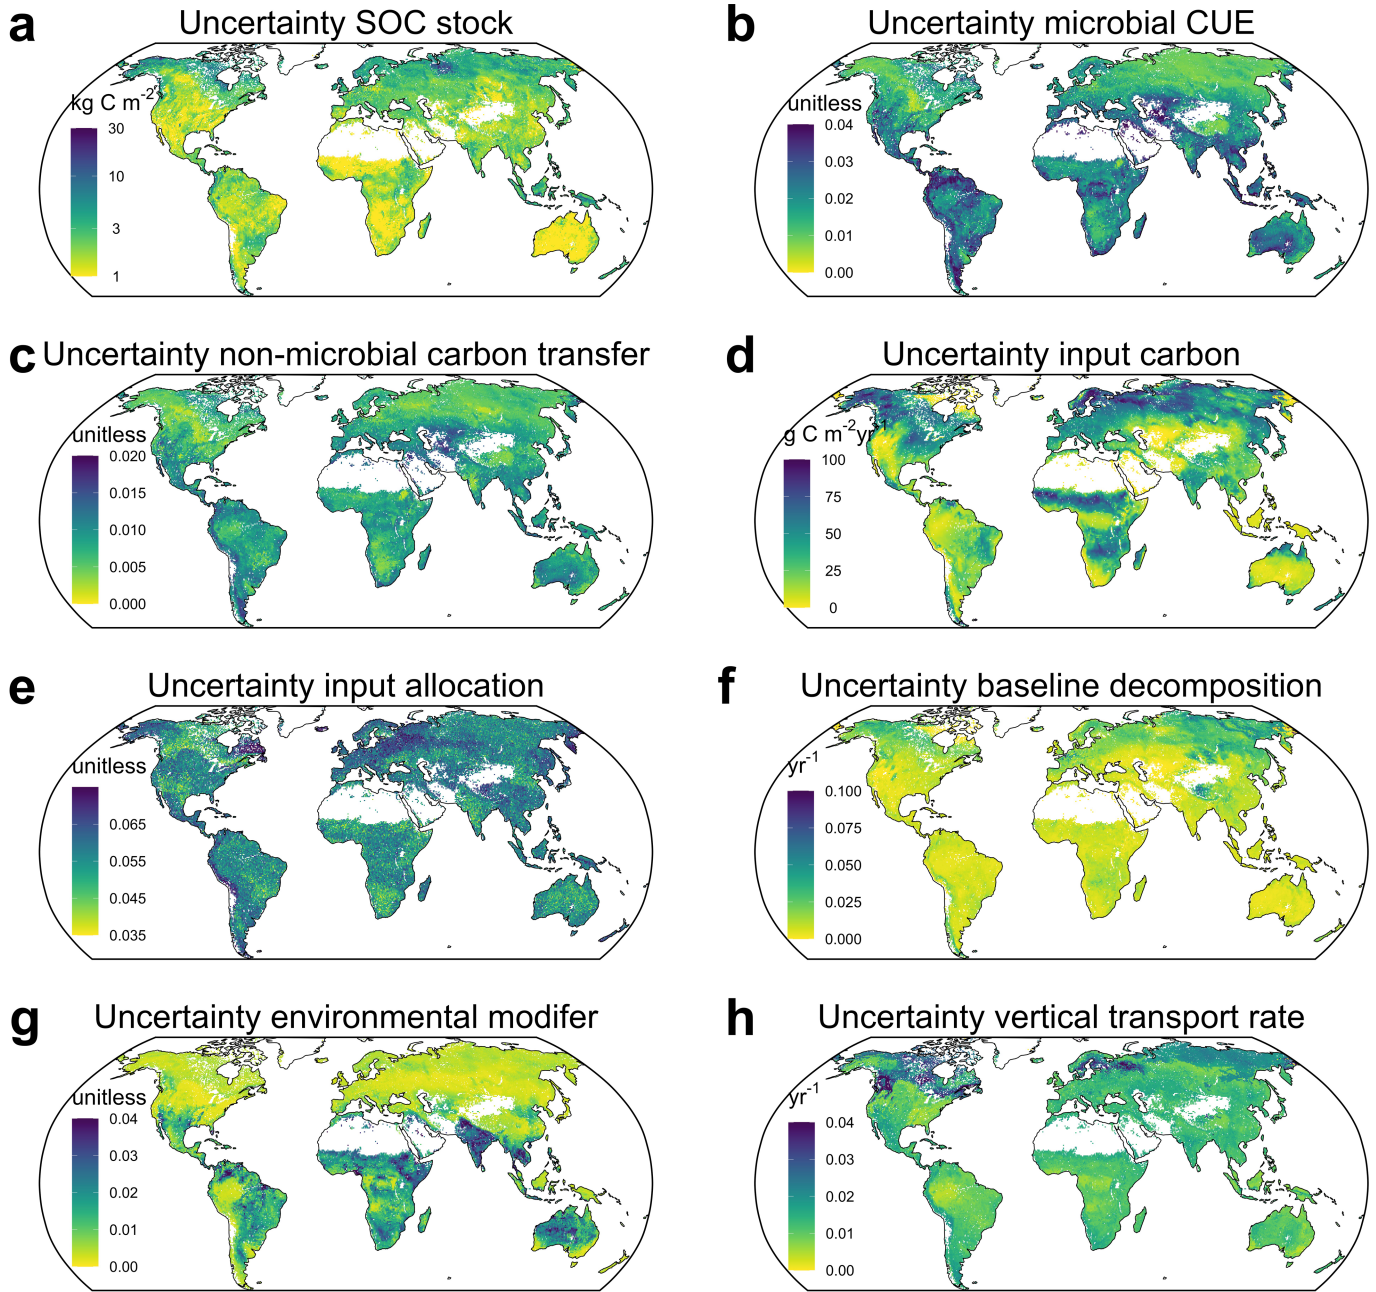 a Uncertainty SOC stock
kg C m-2
30
10
3
1
b Uncertainty microbial CUE
unitless
0.04
0.03
0.02
0.01
0.00
c Uncertainty non-microbial carbon transfer
unitless
0.020
0.015
0.010
0.005
0.000
d Uncertainty input carbon
g C m-2yr-1
100
75
50
25
0
e Uncertainty input allocation
unitless
0.065
0.055
0.045
0.035
f Uncertainty baseline decomposition
yr-1
0.100
0.075
0.050
0.025
0.000
g Uncertainty environmental modifer
unitless
0.04
0.03
0.02
0.01
0.00
h Uncertainty vertical transport rate
yr-1
0.04
0.03
0.02
0.01
0.00